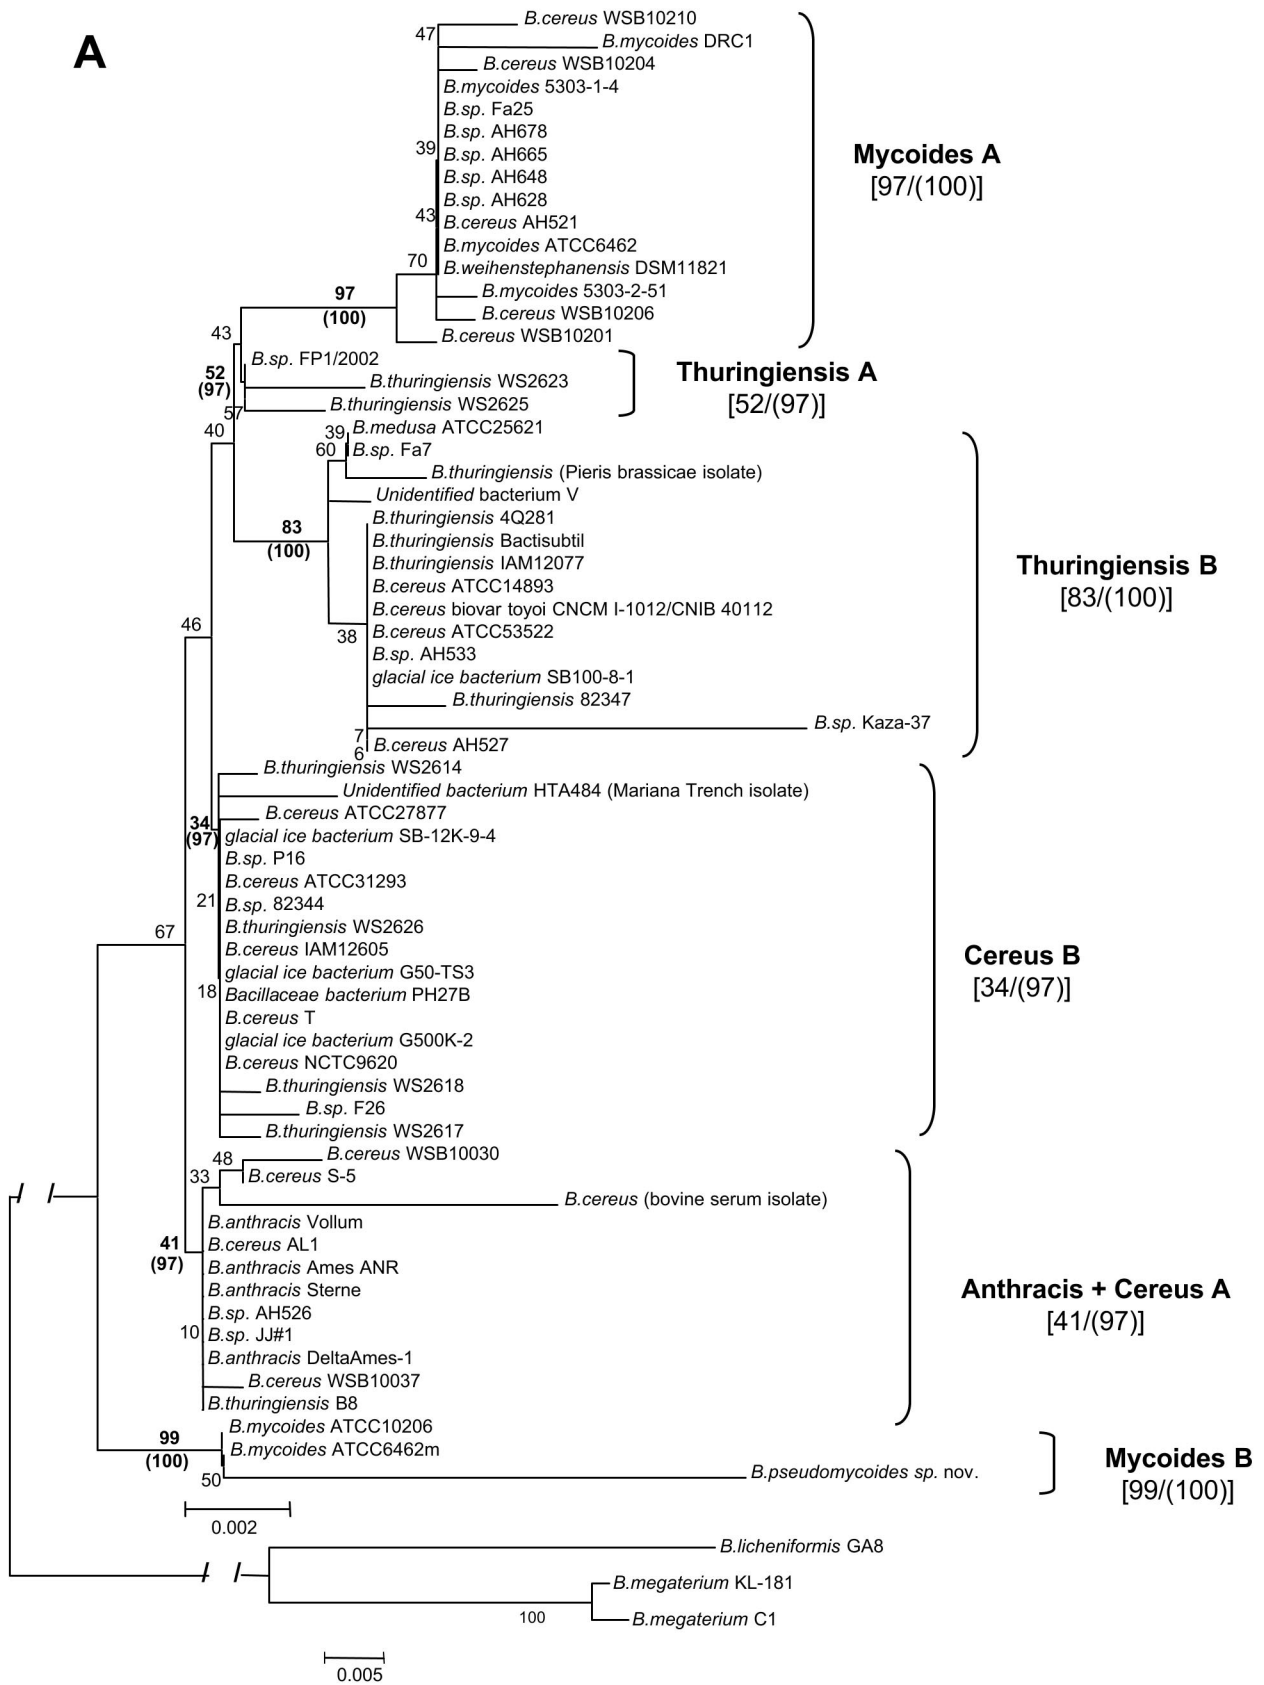 A
B.cereus WSB10210
47
B.mycoides DRC1
B.cereus WSB10204
B.mycoides 5303-1-4
B.sp. Fa25
B.sp. AH678
39
B.sp. AH665
Mycoides A
[97/(100)]
B.sp. AH648
B.sp. AH628
43
B.cereus AH521
B.mycoides ATCC6462
70
B.weihenstephanensis DSM11821
97
(100)
B.mycoides 5303-2-51
B.cereus WSB10206
43
B.cereus WSB10201
B.sp. FP1/2002
52
(97)
B.thuringiensis WS2623
Thuringiensis A
[52/(97)]
57
B.thuringiensis WS2625
40
39
B.medusa ATCC25621
60
B.sp. Fa7
B.thuringiensis (Pieris brassicae isolate)
Unidentified bacterium V
83
(100)
B.thuringiensis 4Q281
B.thuringiensis Bactisubtil
B.thuringiensis IAM12077
Thuringiensis B
[83/(100)]
B.cereus ATCC14893
B.cereus biovar toyoi CNCM I-1012/CNIB 40112
46
38
B.cereus ATCC53522
B.sp. AH533
glacial ice bacterium SB100-8-1
B.thuringiensis 82347
B.sp. Kaza-37
7
6
B.cereus AH527
B.thuringiensis WS2614
Unidentified bacterium HTA484 (Mariana Trench isolate)
B.cereus ATCC27877
34
(97)
glacial ice bacterium SB-12K-9-4
B.sp. P16
B.cereus ATCC31293
21
B.sp. 82344
B.thuringiensis WS2626
67
B.cereus IAM12605
Cereus B
[34/(97)]
glacial ice bacterium G50-TS3
18
Bacillaceae bacterium PH27B
B.cereus T
glacial ice bacterium G500K-2
B.cereus NCTC9620
B.thuringiensis WS2618
B.sp. F26
B.thuringiensis WS2617
48
B.cereus WSB10030
33
B.cereus S-5
B.cereus (bovine serum isolate)
B.anthracis Vollum
41
(97)
B.cereus AL1
B.anthracis Ames ANR
B.anthracis Sterne
Anthracis + Cereus A
[41/(97)]
B.sp. AH526
10
B.sp. JJ#1
B.anthracis DeltaAmes-1
B.cereus WSB10037
B.thuringiensis B8
B.mycoides ATCC10206
99
(100)
B.mycoides ATCC6462m
Mycoides B
[99/(100)]
50
B.pseudomycoides sp. nov.
0.002
B.licheniformis GA8
B.megaterium KL-181
100
B.megaterium C1
0.005